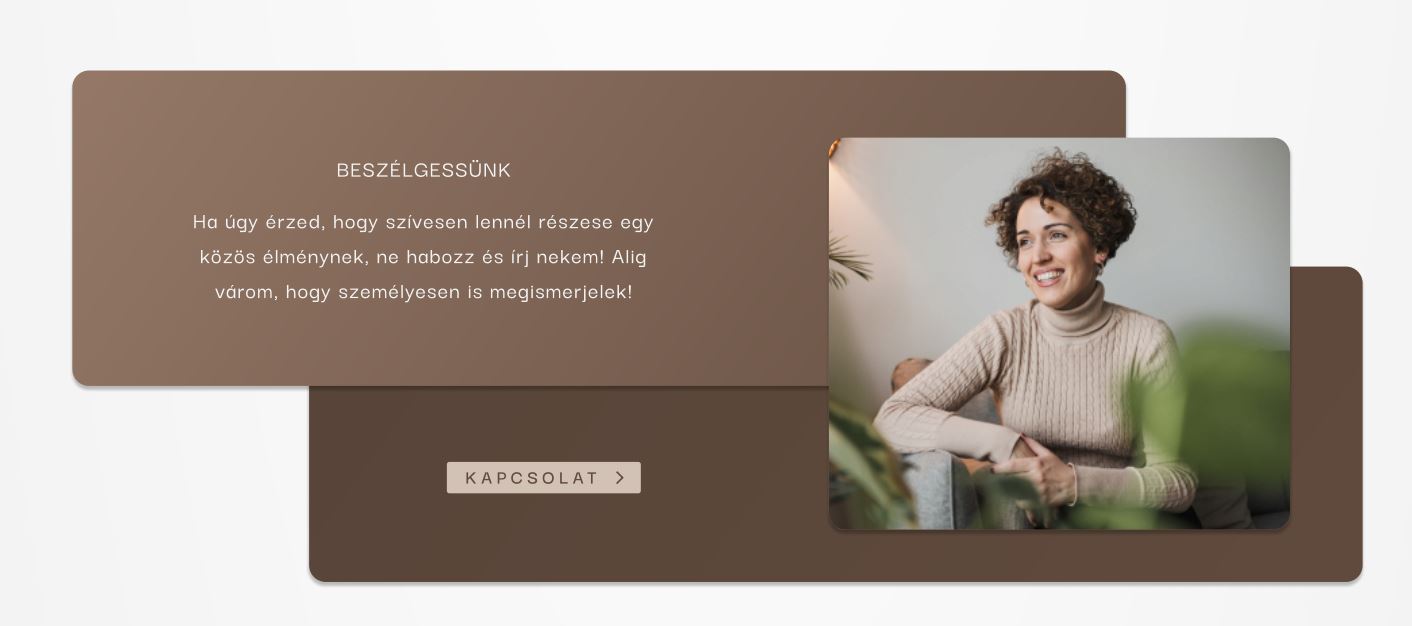 BESZÉLGESSÜNK
Ha úgy érzed, hogy szívesen lennél részese egy
közös élménynek, ne habozz és írj nekem! Alig
várom, hogy személyesen is megismerjelek!
KAPCSOLAT